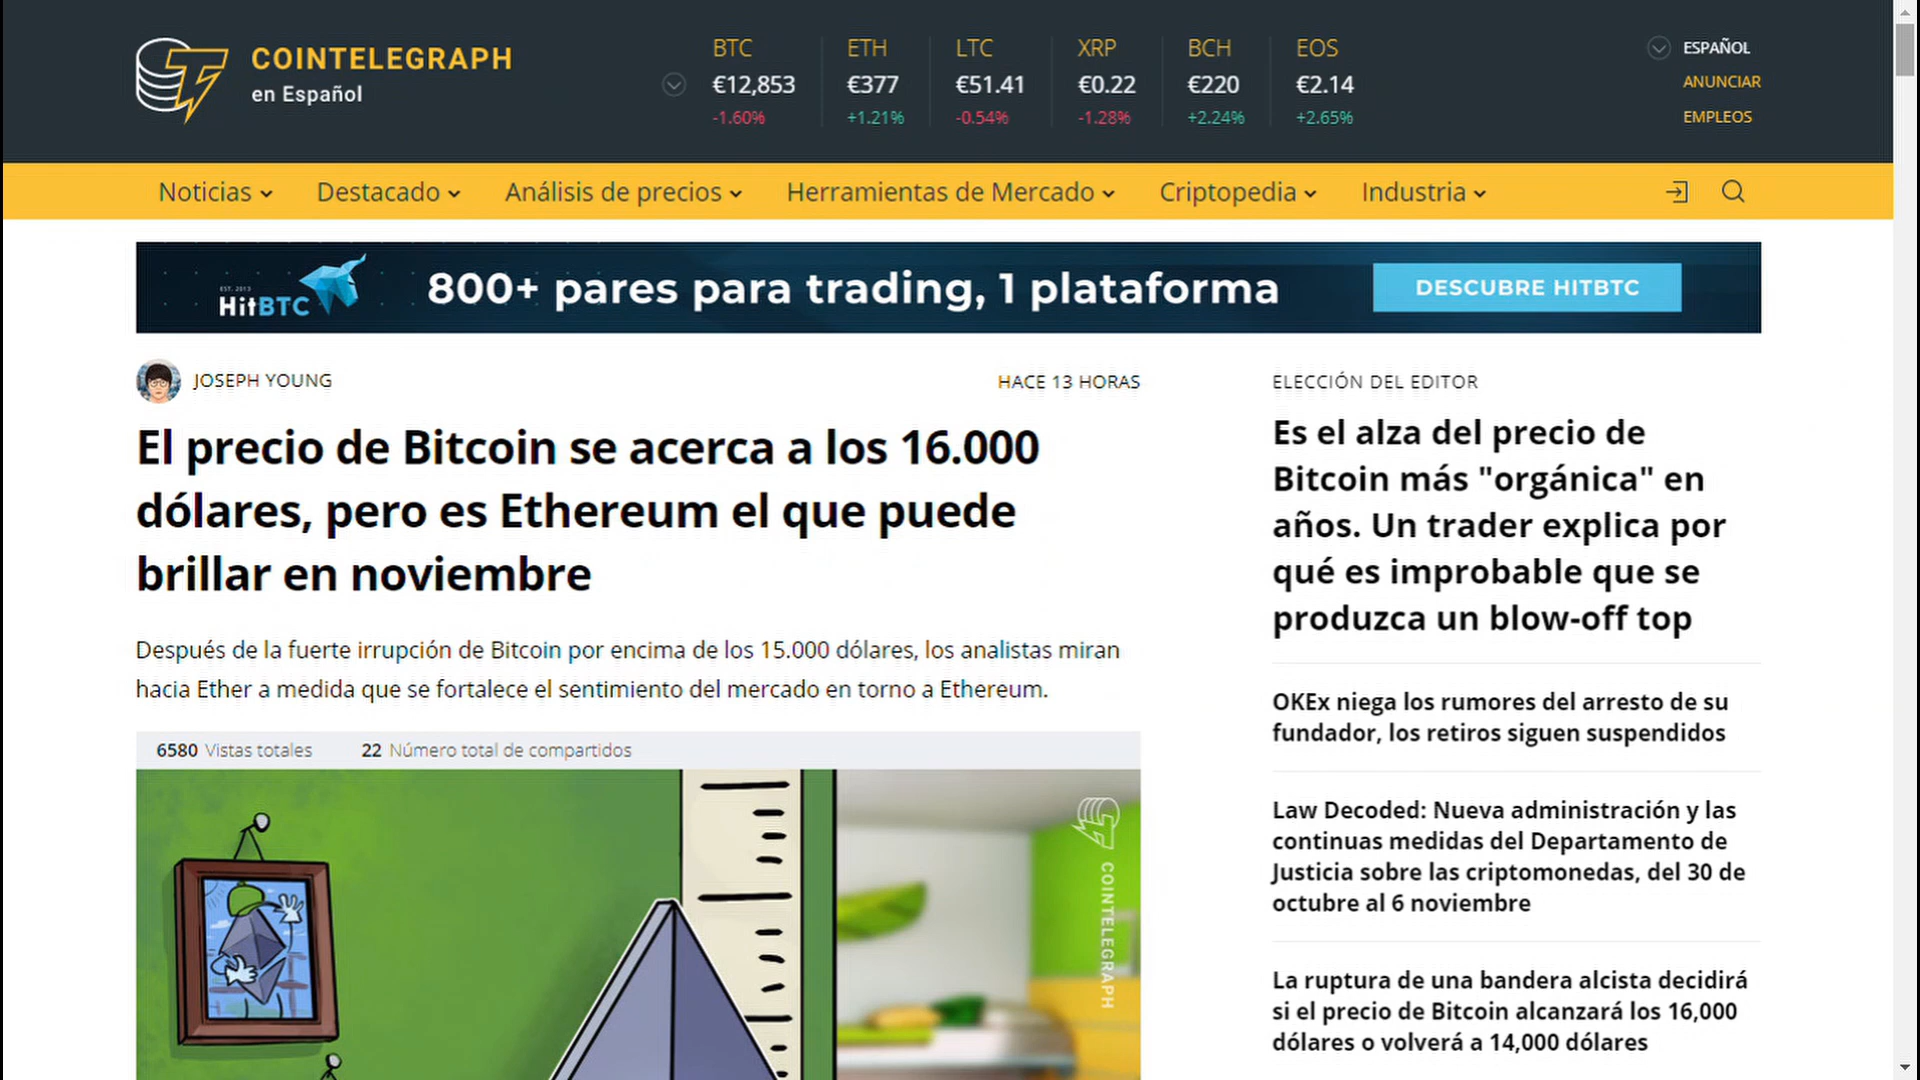 COINTELEGRAPH
en Español
BTC
€12,853
-1.60%
ETH
€377
+1.21%
LTC
€51.41
-0.54%
XRP
€0.22
-1.28%
BCH
€220
+2.24%
EOS
€2.14
+2.65%
ESPAÑOL
ANUNCIAR
EMPLEOS
Noticias
Destacado
Análisis de precios
Herramientas de Mercado
Criptopedia
Industria
EST. 2013
HitBTC
800+ pares para trading, 1 plataforma
DESCUBRE HITBTC
JOSEPH YOUNG
HACE 13 HORAS
El precio de Bitcoin se acerca a los 16.000
dólares, pero es Ethereum el que puede
brillar en noviembre
Después de la fuerte irrupción de Bitcoin por encima de los 15.000 dólares, los analistas miran
hacia Ether a medida que se fortalece el sentimiento del mercado en torno a Ethereum.
6580 Vistas totales
22 Número total de compartidos
COINTELEGRAPH
ELECCIÓN DEL EDITOR
Es el alza del precio de
Bitcoin más "orgánica" en
años. Un trader explica por
qué es improbable que se
produzca un blow-off top
OKEx niega los rumores del arresto de su
fundador, los retiros siguen suspendidos
Law Decoded: Nueva administración y las
continuas medidas del Departamento de
Justicia sobre las criptomonedas, del 30 de
octubre al 6 noviembre
La ruptura de una bandera alcista decidirá
si el precio de Bitcoin alcanzará los 16,000
dólares o volverá a 14,000 dólares